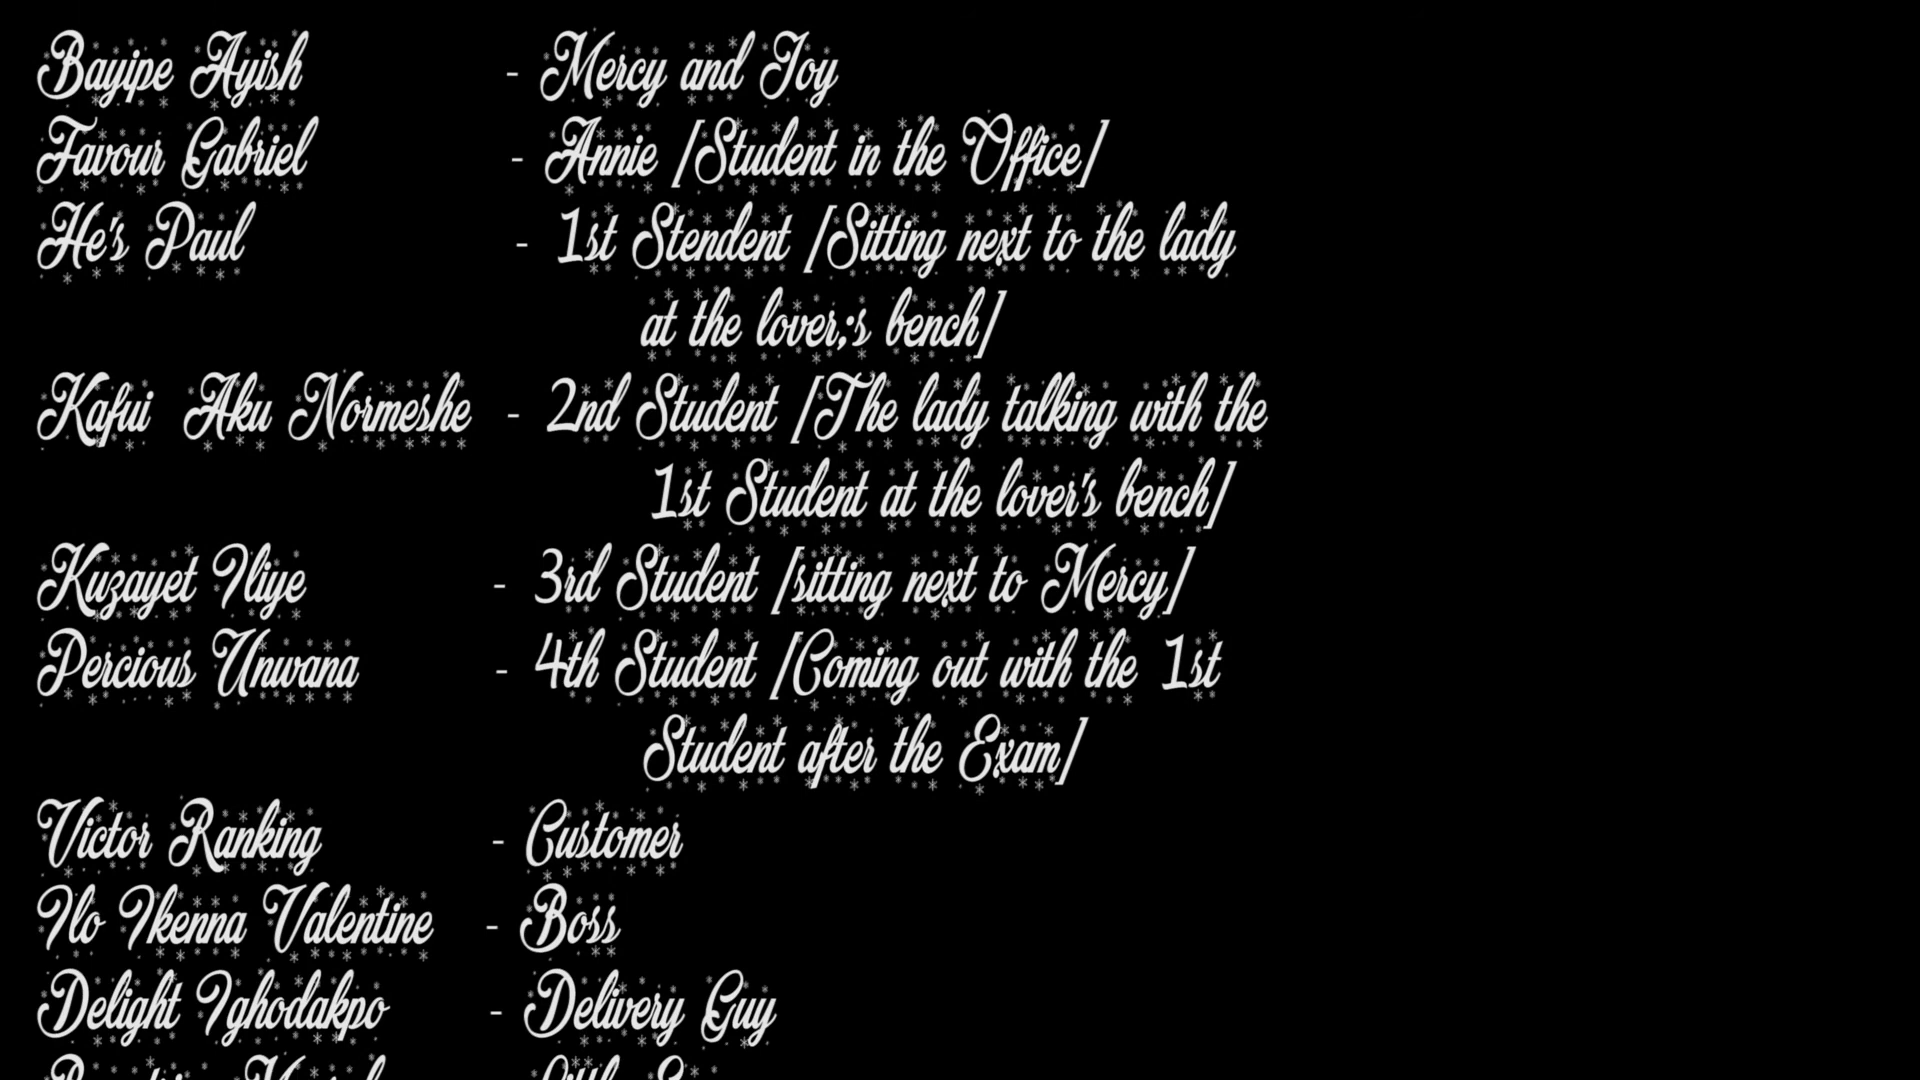 Bayipe Ayish - Mercy and Joy
Favour Gabriel - Annie [Student in the Office]
He's Paul - 1st Stendent [Sitting next to the lady
at the lover;s bench]
Kafui Aku Normeshe - 2nd Student [The lady talking with the
1st Student at the lover's bench]
Kuzayet Iliye - 3rd Student [sitting next to Mercy]
Percious Unwana - 4th Student [Coming out with the 1st
Student after the Exam]
Victor Ranking - Customer
Ilo Ikenna Valentine - Boss
Delight Ighodakpo - Delivery Guy